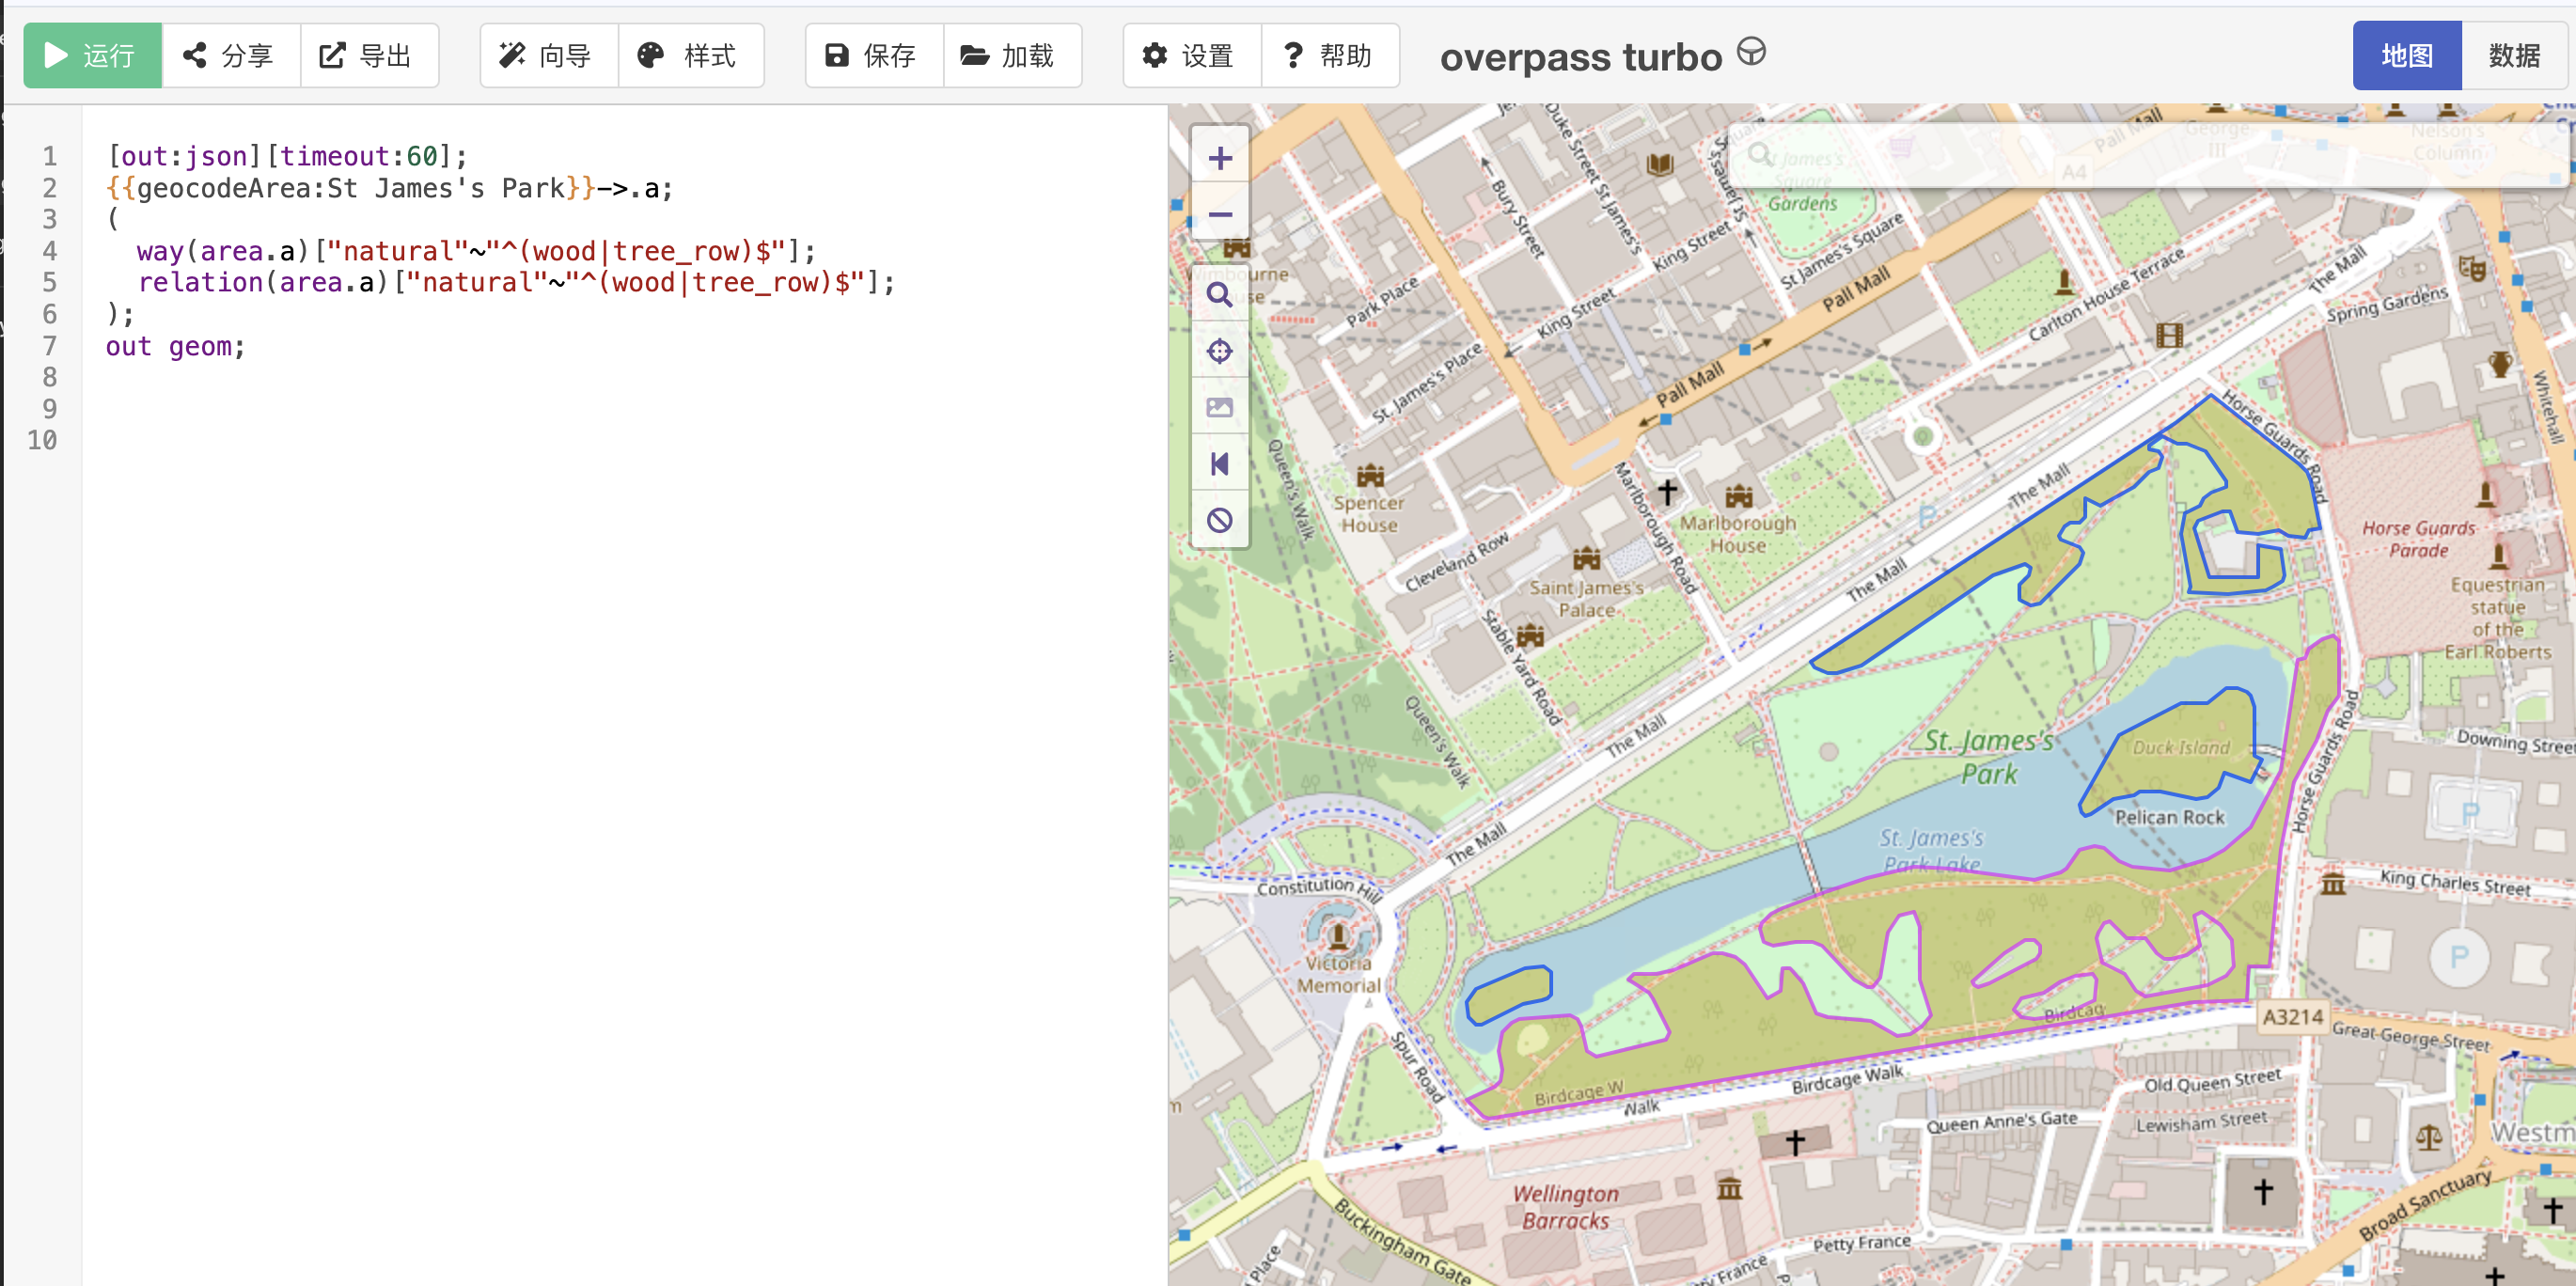 运行
分享
导出
向导
样式
保存
加载
设置
帮助
overpass turbo
地图
数据
1 [out:json][timeout:60];
2 {{geocodeArea:St James's Park}}->.a;
3 (
4 way(area.a)["natural"~"^(wood|tree_row)$"];
5 relation(area.a)["natural"~"^(wood|tree_row)$"];
6 );
7 out geom;
8
9
10
+
−
Duke Street St James's
Bury Street
St James's
Square
Gardens
Pall Mall
George
III
Nelson's
Column
A4
King Street
St James's Square
Pall Mall
Park Place
King Street
Carlton House Terrace
The Mall
Spring Gardens
Whitehall
St. James's Place
Pall Mall
Horse Guards Road
Queen's Walk
Spencer
House
Marlborough Road
Marlborough
House
The Mall
P
Horse Guards
Parade
Cleveland Row
Saint James's
Palace
The Mall
Equestrian
statue
of the
Earl Roberts
Stable Yard Road
Queen's Walk
The Mall
St. James's
Park
Duck Island
Pelican Rock
Horse Guards Road
Downing Street
P
St. James's
Park Lake
The Mall
Constitution Hill
King Charles Street
Victoria
Memorial
P
Birdcag
A3214
Great George Street
Spur Road
Birdcage W
Walk
Birdcage Walk
Old Queen Street
Queen Anne's Gate
Lewisham Street
Westm
Wellington
Barracks
Buckingham Gate
Petty France
Broad Sanctuary
Place